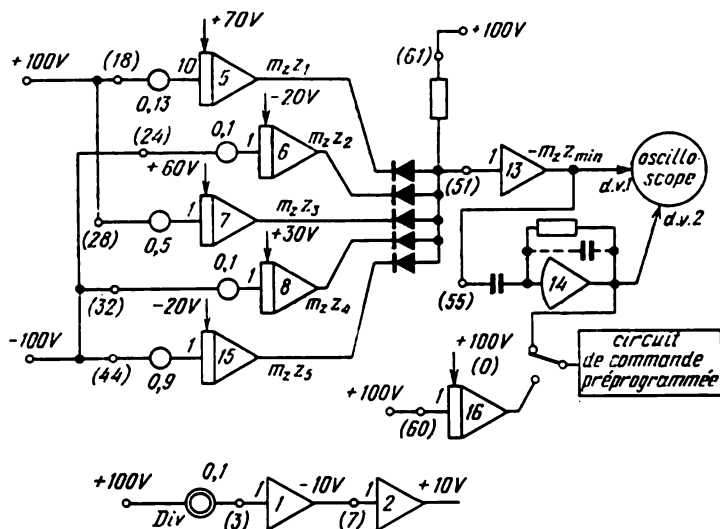 +70V
+100V (18) 10 5 m_z z_1
0,13
-20V
(24) 0,1 1 6 m_z z_2
+60V
(28) 0,5 1 7 m_z z_3
+30V
(32) 0,1 1 8 m_z z_4
-20V
-100V (44) 0,9 1 15 m_z z_5
+100V
(61)
(51) 1 13 -m_z z_min
oscillo-
scope
d.v.1
d.v.2
(55) 14
+100V
(0)
+100V (60) 1 16
circuit
de commande
préprogrammée
+100V 0,1 Div (3) 1 1 -10V (7) 1 2 +10V